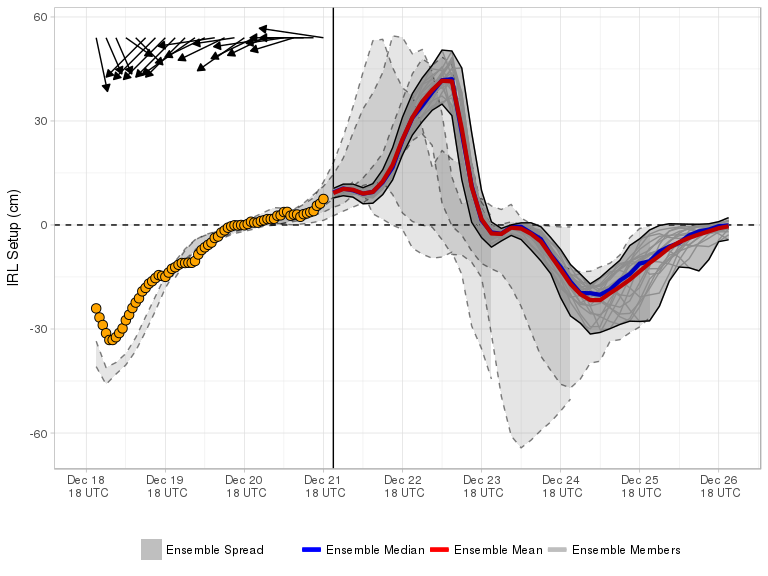 60
30
0
-30
-60
IRL Setup (cm)
Dec 18 Dec 19 Dec 20 Dec 21 Dec 22 Dec 23 Dec 24 Dec 25 Dec 26
18 UTC 18 UTC 18 UTC 18 UTC 18 UTC 18 UTC 18 UTC 18 UTC 18 UTC
Ensemble Spread Ensemble Median Ensemble Mean Ensemble Members